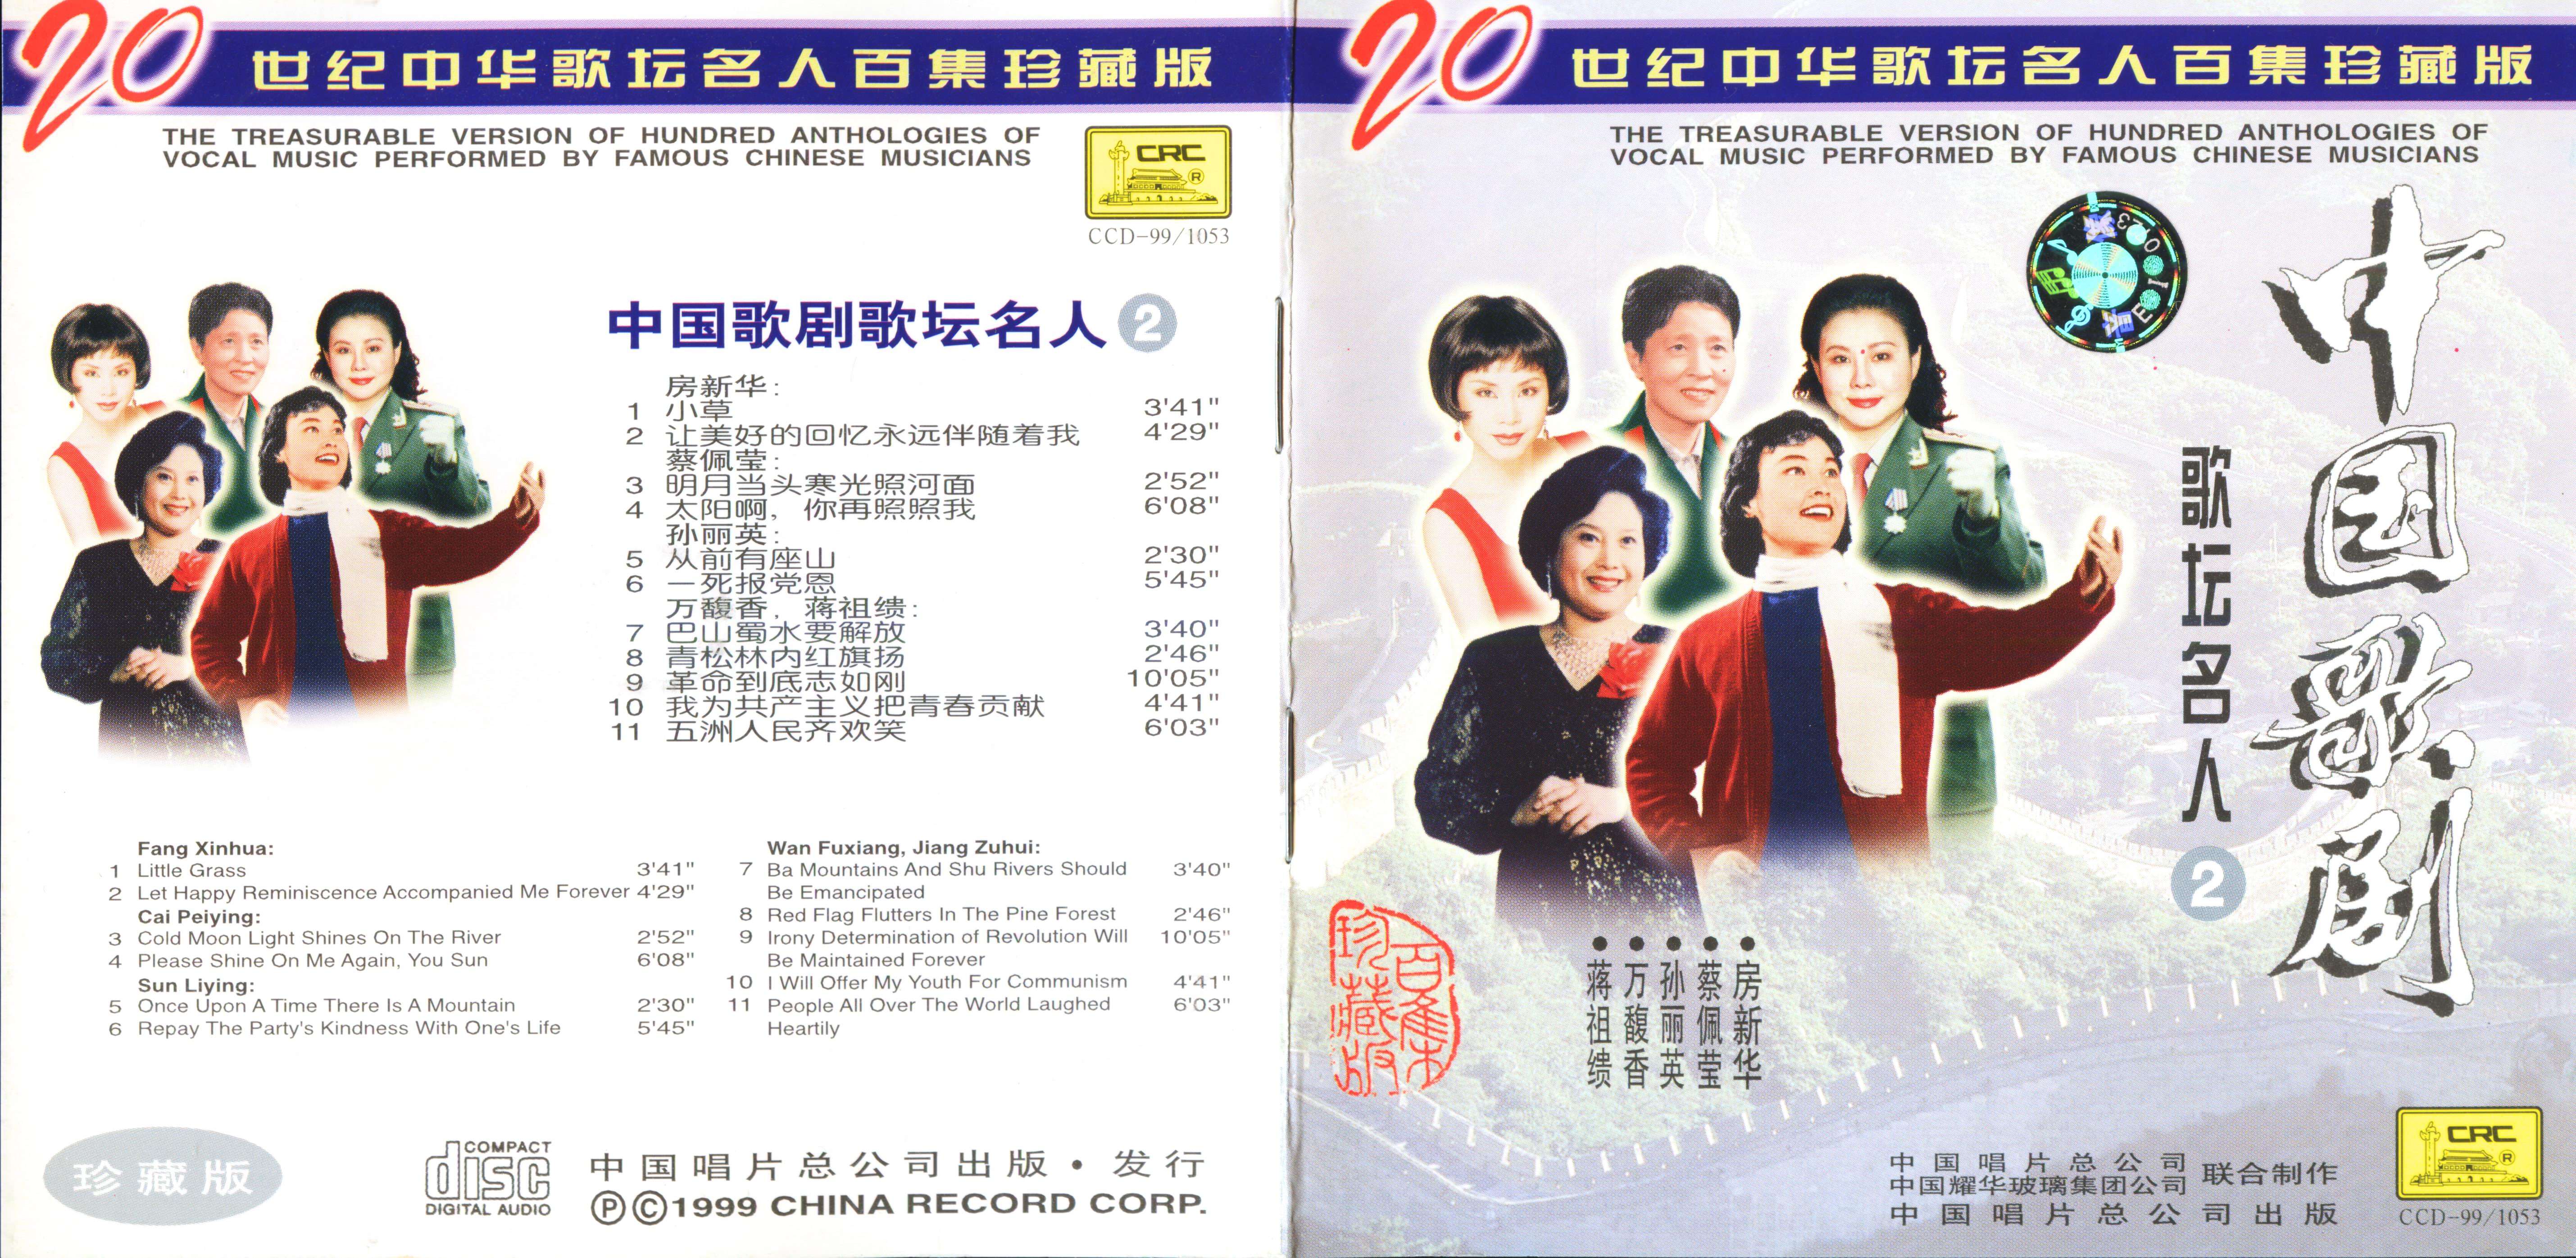 20世纪中华歌坛名人百集珍藏版
THE TREASURABLE VERSION OF HUNDRED ANTHOLOGIES OF
VOCAL MUSIC PERFORMED BY FAMOUS CHINESE MUSICIANS
CRC
®
CCD-99/1053
中国歌剧歌坛名人 2
房新华:
1 小草 3'41"
2 让美好的回忆永远伴随着我 4'29"
蔡佩莹:
3 明月当头寒光照河面 2'52"
4 太阳啊, 你再照照我 6'08"
孙丽英:
5 从前有座山 2'30"
6 一死报党恩 5'45"
万馥香, 蒋祖缋:
7 巴山蜀水要解放 3'40"
8 青松林内红旗扬 2'46"
9 革命到底志如刚 10'05"
10 我为共产主义把青春贡献 4'41"
11 五洲人民齐欢笑 6'03"
Fang Xinhua:
1 Little Grass 3'41"
2 Let Happy Reminiscence Accompanied Me Forever 4'29"
Cai Peiying:
3 Cold Moon Light Shines On The River 2'52"
4 Please Shine On Me Again, You Sun 6'08"
Sun Liying:
5 Once Upon A Time There Is A Mountain 2'30"
6 Repay The Party's Kindness With One's Life 5'45"
Wan Fuxiang, Jiang Zuhui:
7 Ba Mountains And Shu Rivers Should 3'40"
Be Emancipated
8 Red Flag Flutters In The Pine Forest 2'46"
9 Irony Determination of Revolution Will 10'05"
Be Maintained Forever
10 I Will Offer My Youth For Communism 4'41"
11 People All Over The World Laughed 6'03"
Heartily
珍藏版
COMPACT
disc
DIGITAL AUDIO
中国唱片总公司出版·发行
℗©1999 CHINA RECORD CORP.
20世纪中华歌坛名人百集珍藏版
THE TREASURABLE VERSION OF HUNDRED ANTHOLOGIES OF
VOCAL MUSIC PERFORMED BY FAMOUS CHINESE MUSICIANS
中国歌剧
歌坛名人 2
●房新华
●蔡佩莹
●孙丽英
●万馥香
●蒋祖缋
百集
珍藏版
中国唱片总公司
中国耀华玻璃集团公司
联合制作
中国唱片总公司出版
CRC
®
CCD-99/1053